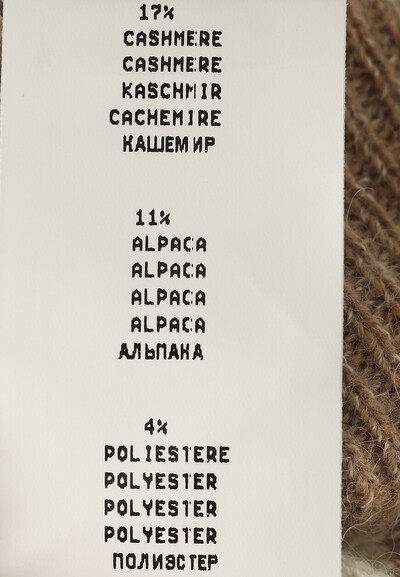 17%
CASHMERE
CASHMERE
KASCHMIR
CACHEMIRE
КАШЕМИР
11%
ALPACA
ALPACA
ALPACA
ALPACA
АЛЬПАКА
4%
POLIESTERE
POLYESTER
POLYESTER
POLYESTER
ПОЛИЭСТЕР